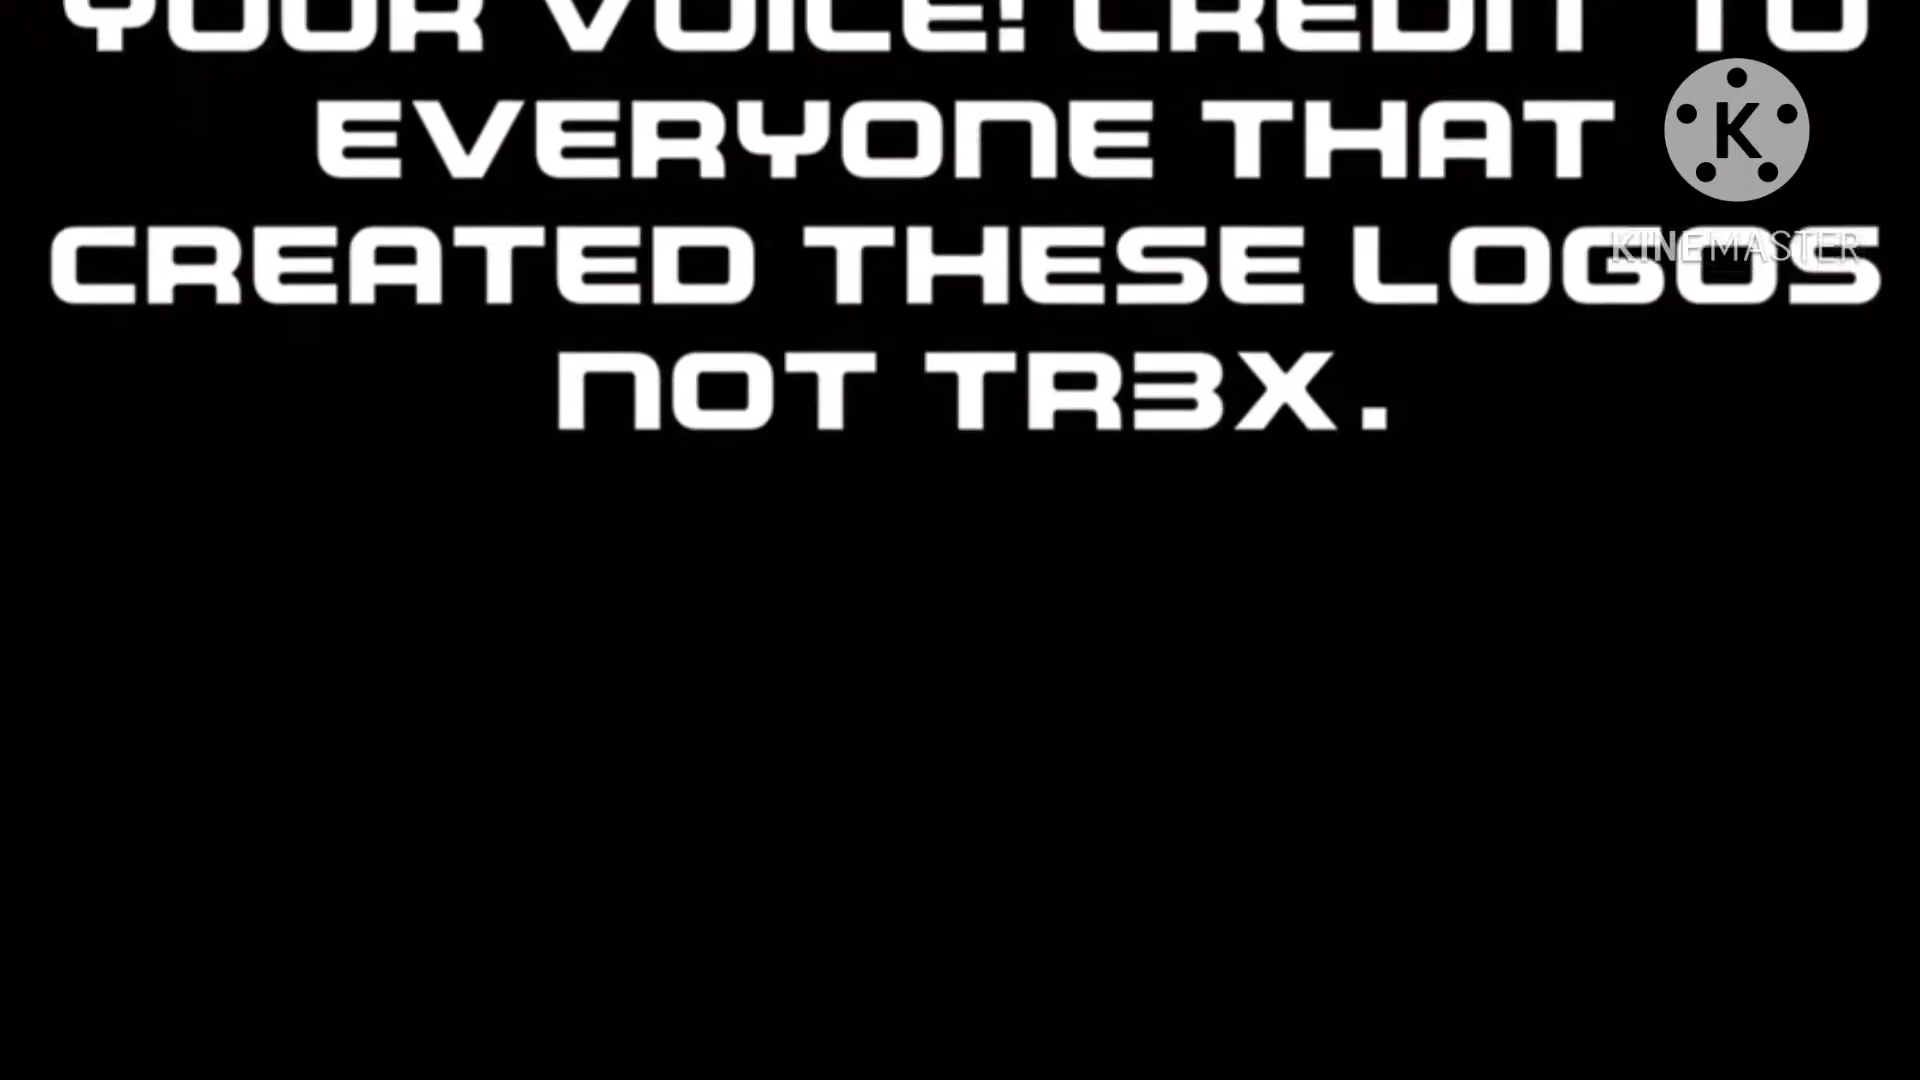 YOUR VOICE! CREDIT TO
EVERYONE THAT
K
CREATED THESE LOGOS
KINEMASTER
NOT TR3X.